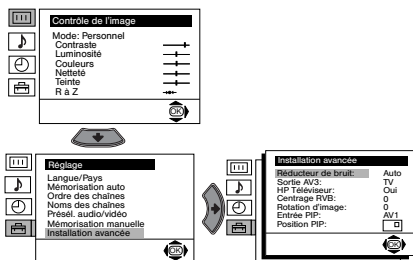 Contrôle de l'image
Mode: Personnel
Contraste
Luminosité
Couleurs
Netteté
Teinte
R à Z
OK
Réglage
Langue/Pays
Mémorisation auto
Ordre des chaînes
Noms des chaînes
Présél. audio/vidéo
Mémorisation manuelle
Installation avancée
OK
Installation avancée
Réducteur de bruit: Auto
Sortie AV3: TV
HP Téléviseur: Oui
Centrage RVB: 0
Rotation d'image: 0
Entrée PIP: AV1
Position PIP:
OK